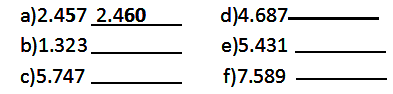 a)2.457 2.460 d)4.687
b)1.323 e)5.431
c)5.747 f)7.589